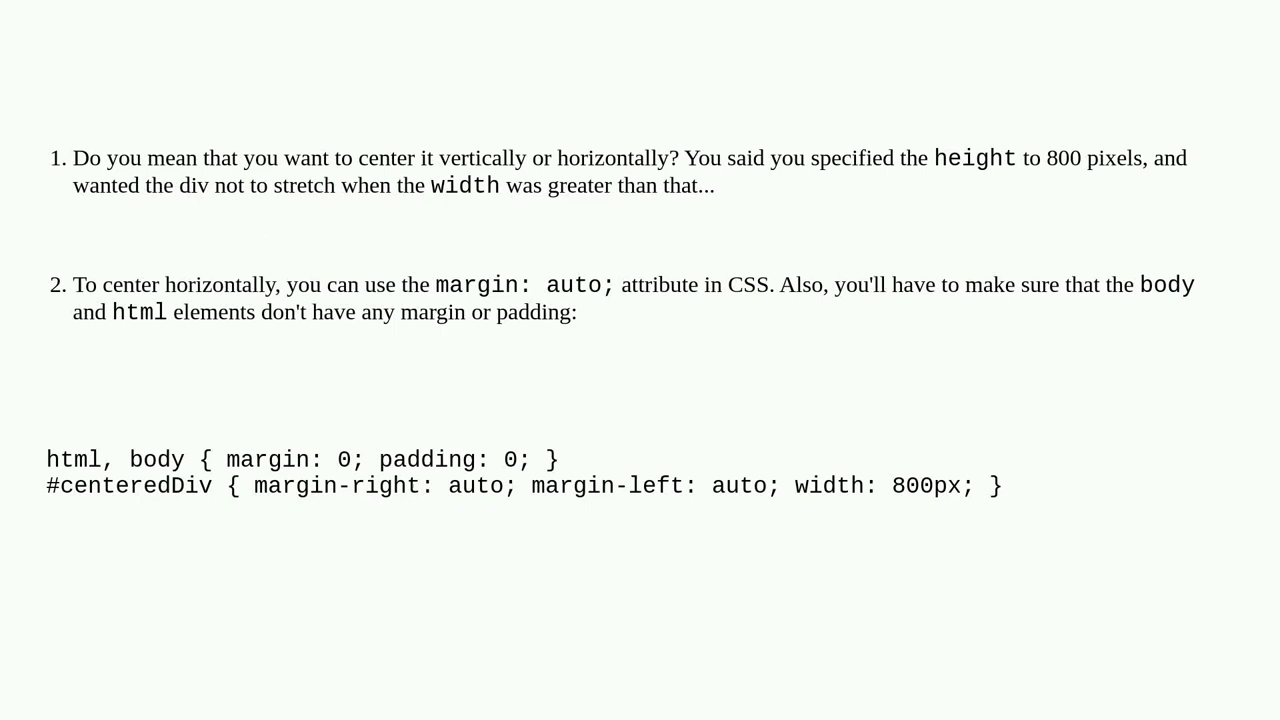 1. Do you mean that you want to center it vertically or horizontally? You said you specified the height to 800 pixels, and
wanted the div not to stretch when the width was greater than that...
2. To center horizontally, you can use the margin: auto; attribute in CSS. Also, you'll have to make sure that the body
and html elements don't have any margin or padding:
html, body { margin: 0; padding: 0; }
#centeredDiv { margin-right: auto; margin-left: auto; width: 800px; }